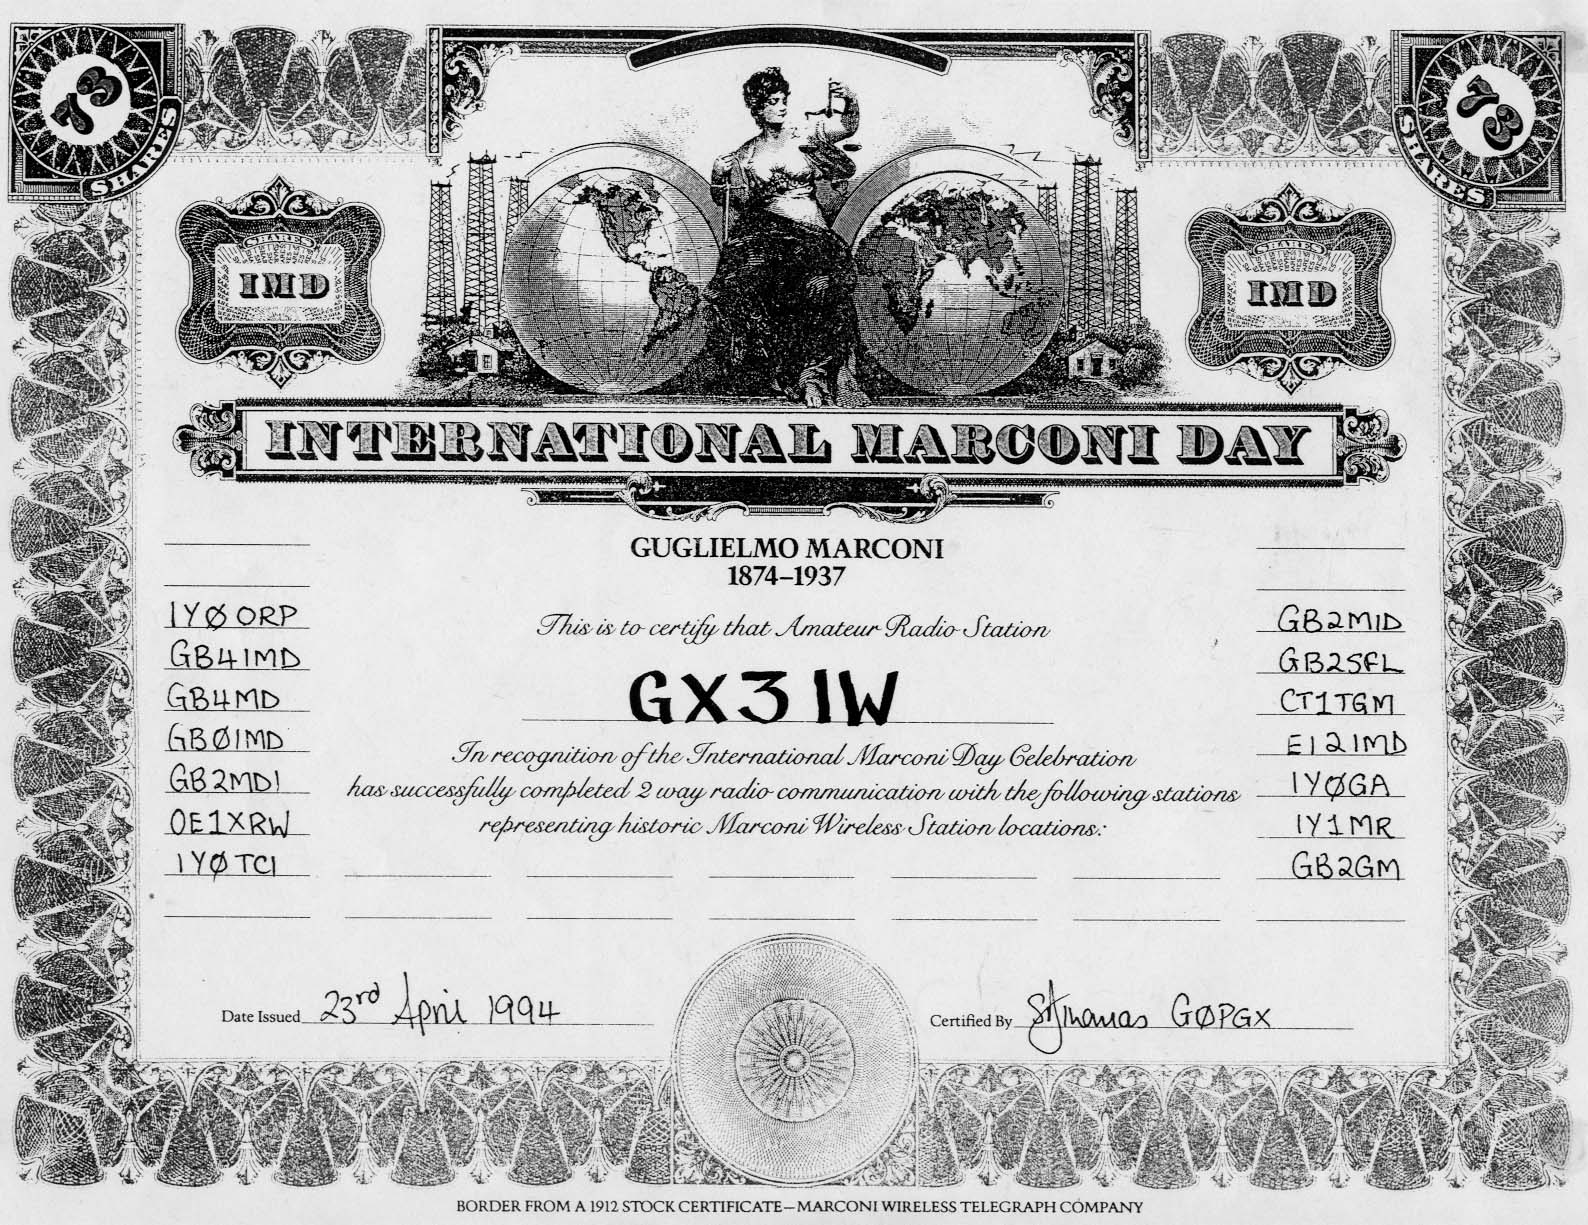 73
SHARES
73
SHARES
SHARES
IMD
SHARES
IMD
INTERNATIONAL MARCONI DAY
GUGLIELMO MARCONI
1874–1937
This is to certify that Amateur Radio Station
GX3IW
In recognition of the International Marconi Day Celebration
has successfully completed 2 way radio communication with the following stations
representing historic Marconi Wireless Station locations:
IYØORP
GB4IMD
GB4MD
GBØIMD
GB2MDI
OE1XRW
IYØTCI
GB2MID
GB2SFL
CT1TGM
EI2IMD
IYØGA
IY1MR
GB2GM
Date Issued 23rd April 1994
Certified By GØPGX
BORDER FROM A 1912 STOCK CERTIFICATE–MARCONI WIRELESS TELEGRAPH COMPANY